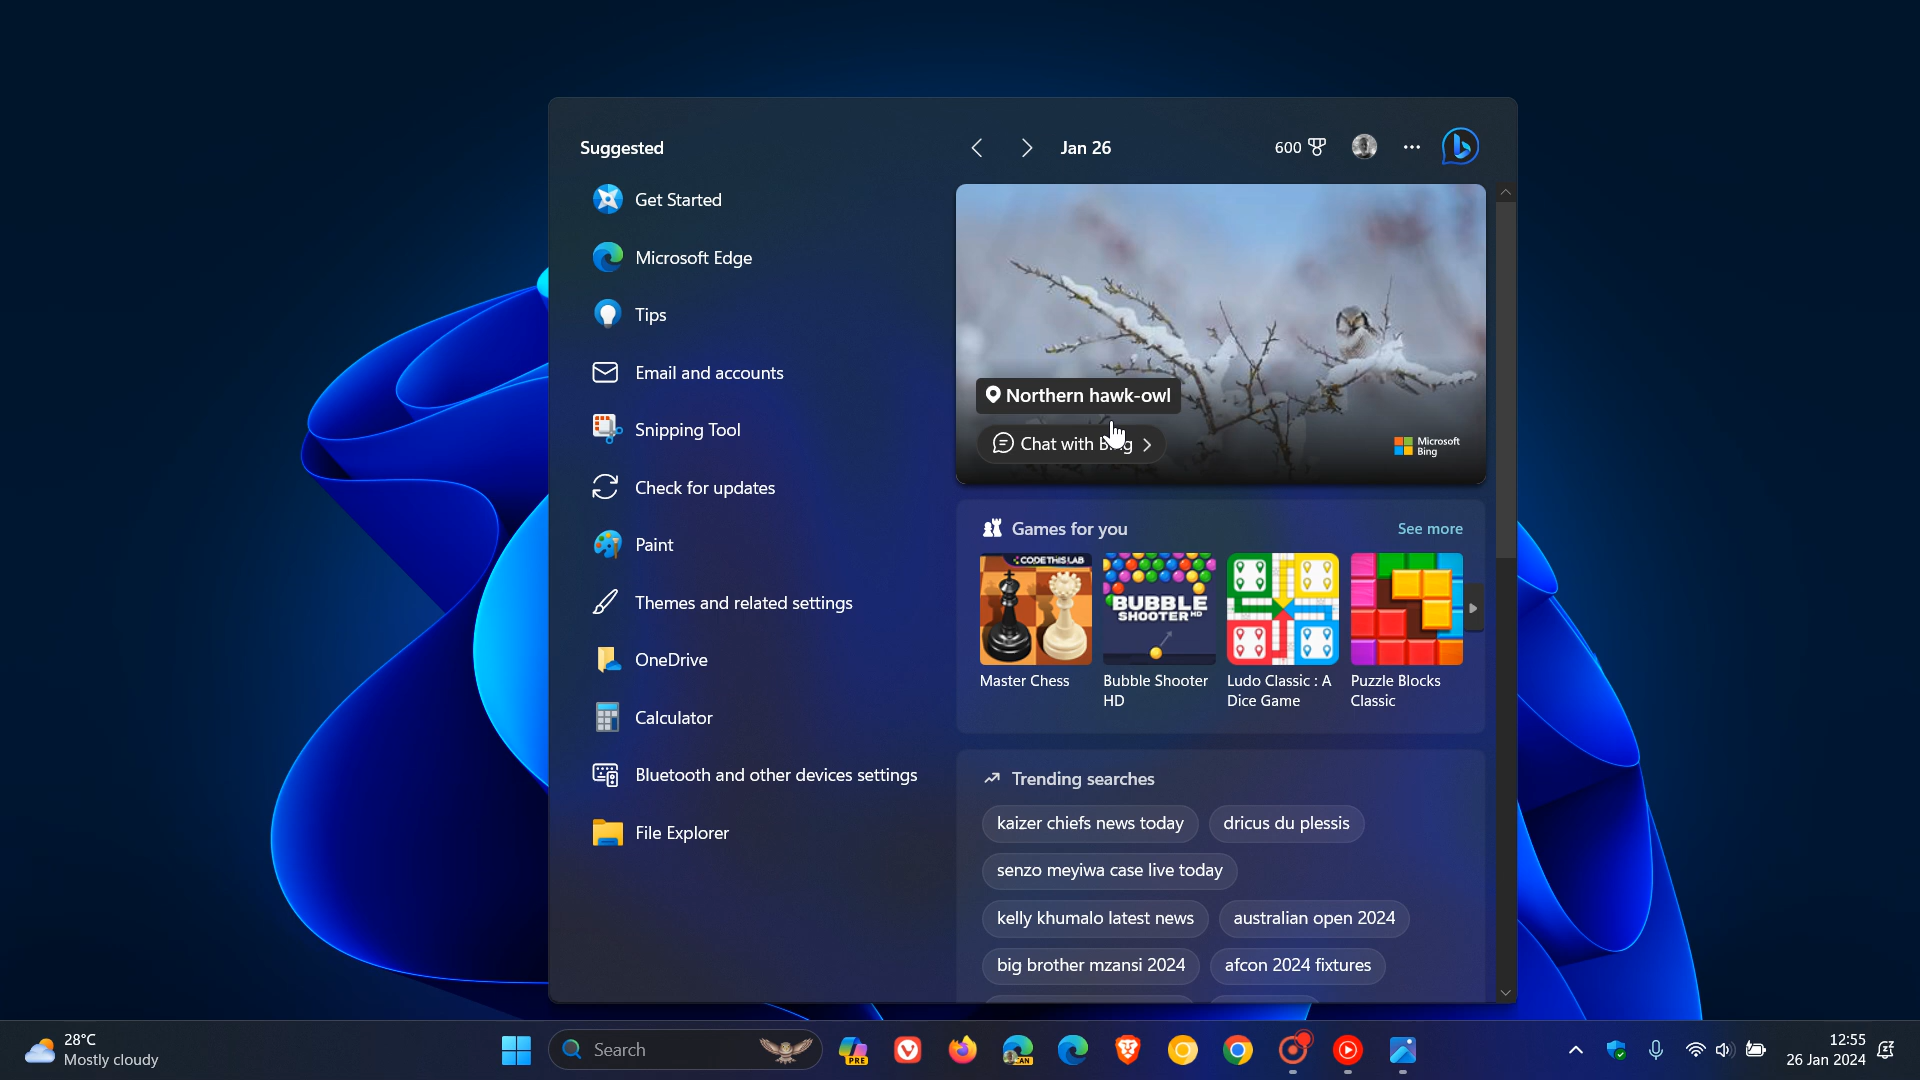 Suggested
Get Started
Microsoft Edge
Tips
Email and accounts
Snipping Tool
Check for updates
Paint
Themes and related settings
OneDrive
Calculator
Bluetooth and other devices settings
File Explorer
Jan 26
600
Northern hawk-owl
Chat with Bing
Microsoft
Bing
Games for you
See more
CODETHISLAB
BUBBLE
SHOOTER HD
Master Chess
Bubble Shooter
HD
Ludo Classic : A
Dice Game
Puzzle Blocks
Classic
Trending searches
kaizer chiefs news today
dricus du plessis
senzo meyiwa case live today
kelly khumalo latest news
australian open 2024
big brother mzansi 2024
afcon 2024 fixtures
28°C
Mostly cloudy
Search
PRE
CAN
12:55
26 Jan 2024